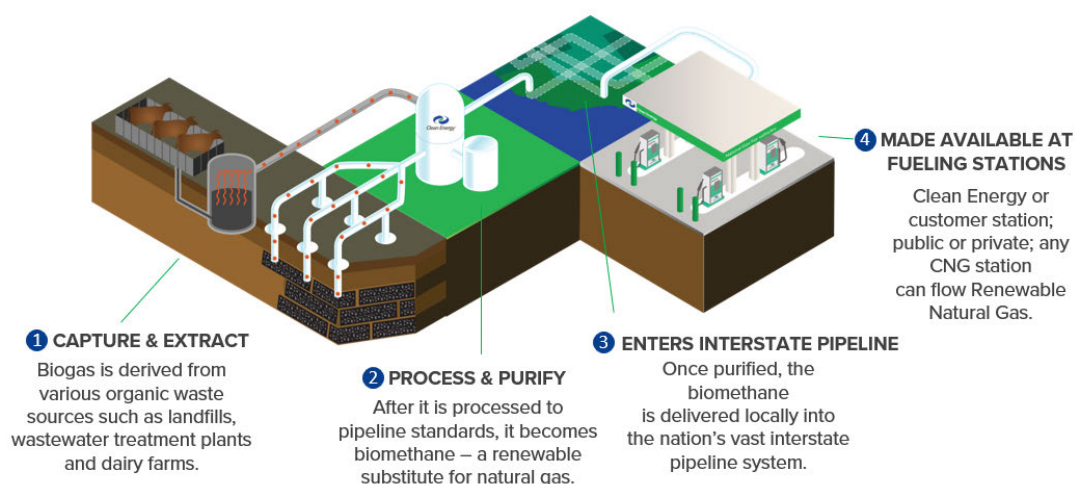 Clean Energy
1 CAPTURE & EXTRACT
Biogas is derived from
various organic waste
sources such as landfills,
wastewater treatment plants
and dairy farms.
2 PROCESS & PURIFY
After it is processed to
pipeline standards, it becomes
biomethane – a renewable
substitute for natural gas.
3 ENTERS INTERSTATE PIPELINE
Once purified, the
biomethane
is delivered locally into
the nation's vast interstate
pipeline system.
4 MADE AVAILABLE AT
FUELING STATIONS
Clean Energy or
customer station;
public or private; any
CNG station
can flow Renewable
Natural Gas.